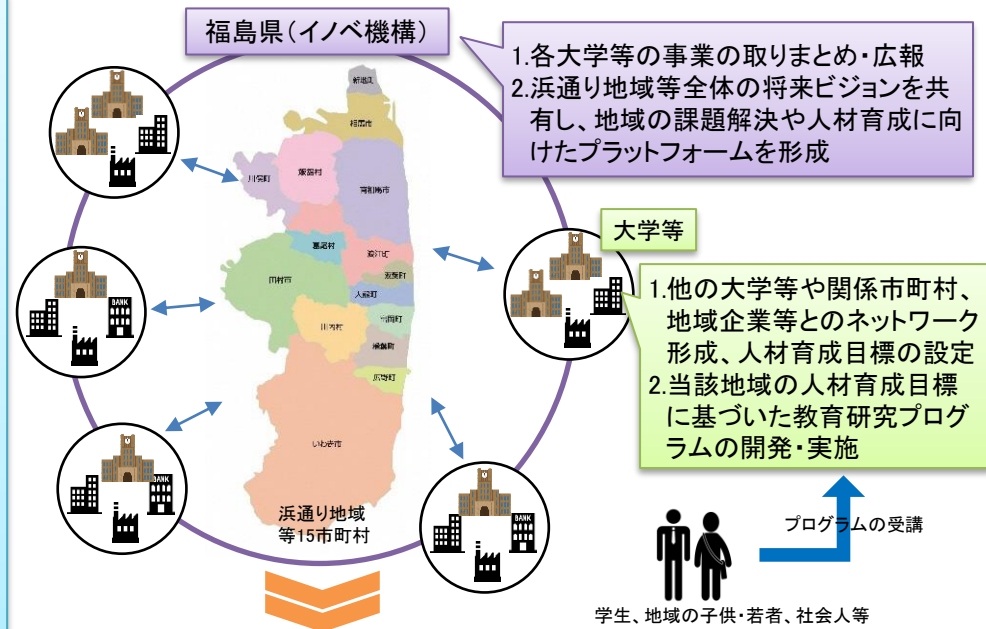 福島県(イノベ機構)
1.各大学等の事業の取りまとめ・広報
2.浜通り地域等全体の将来ビジョンを共
有し、地域の課題解決や人材育成に向
けたプラットフォームを形成
新地町
相馬市
飯舘村
川俣町
南相馬市
葛尾村
浪江町
双葉町
田村市
大熊町
富岡町
川内村
楢葉町
広野町
いわき市
浜通り地域
等15市町村
BANK
BANK
BANK
大学等
1.他の大学等や関係市町村、
地域企業等とのネットワーク
形成、人材育成目標の設定
2.当該地域の人材育成目標
に基づいた教育研究プログ
ラムの開発・実施
プログラムの受講
学生、地域の子供・若者、社会人等